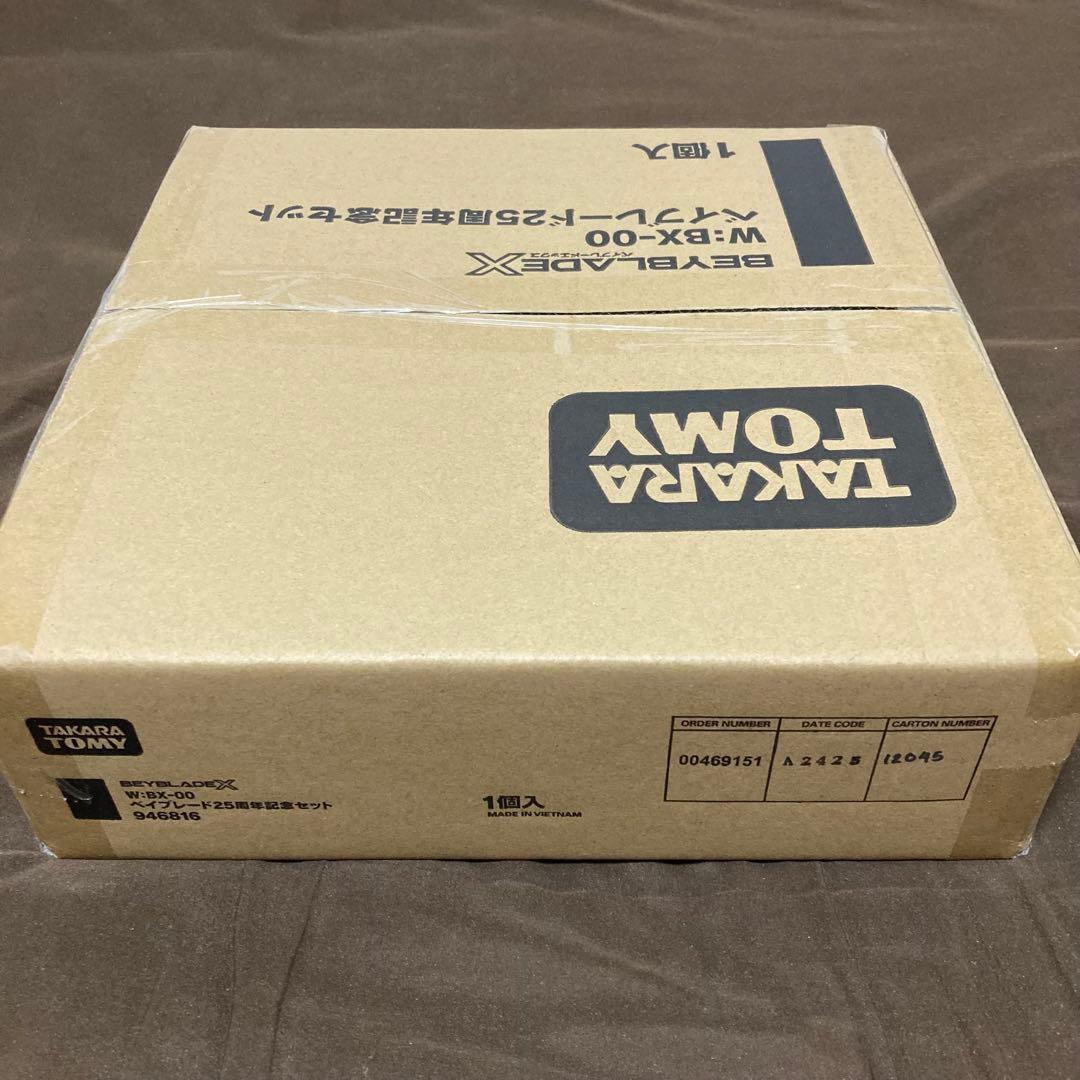 BEYBLADE X
ベイブレードエックス
W:BX-00
ベイブレード25周年記念セット
1個入
TAKARA
TOMY
TAKARA
TOMY
BEYBLADE X
W:BX-00
ベイブレード25周年記念セット
946816
1個入
MADE IN VIETNAM
ORDER NUMBER DATE CODE CARTON NUMBER
00469151 A2425 12045